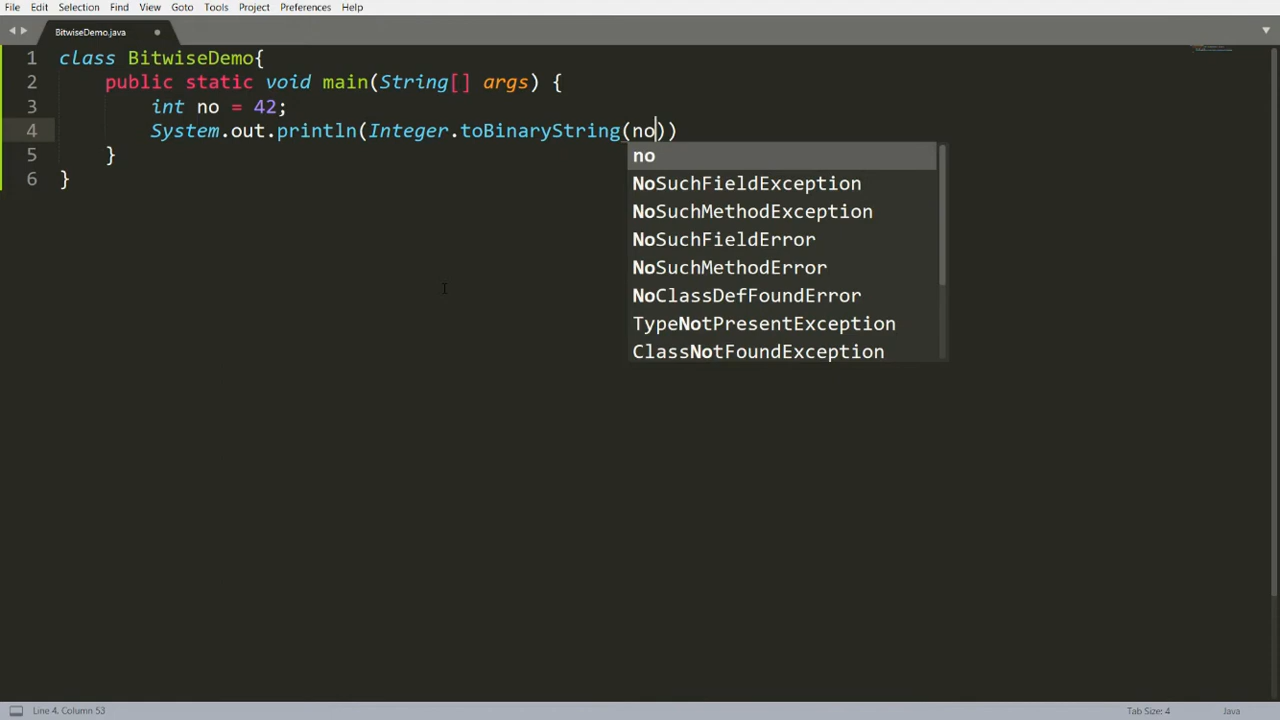 File Edit Selection Find View Goto Tools Project Preferences Help
BitwiseDemo.java
1 class BitwiseDemo{
2 public static void main(String[] args) {
3 int no = 42;
4 System.out.println(Integer.toBinaryString(no))
5 }
6 }
no
NoSuchFieldException
NoSuchMethodException
NoSuchFieldError
NoSuchMethodError
NoClassDefFoundError
TypeNotPresentException
ClassNotFoundException
Line 4, Column 53 Tab Size: 4 Java